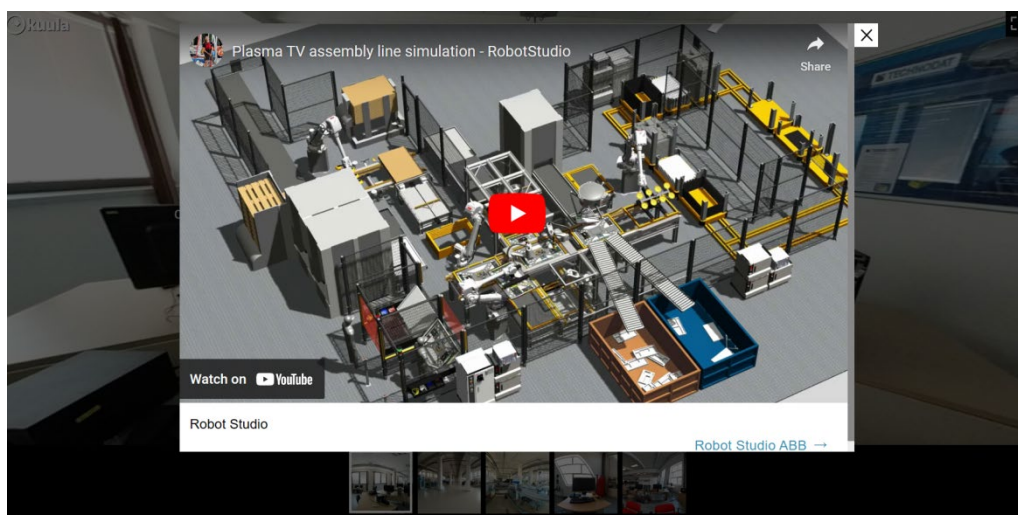 kuula
Plasma TV assembly line simulation - RobotStudio
Share
TECHNODAT
Watch on YouTube
Robot Studio
Robot Studio ABB →